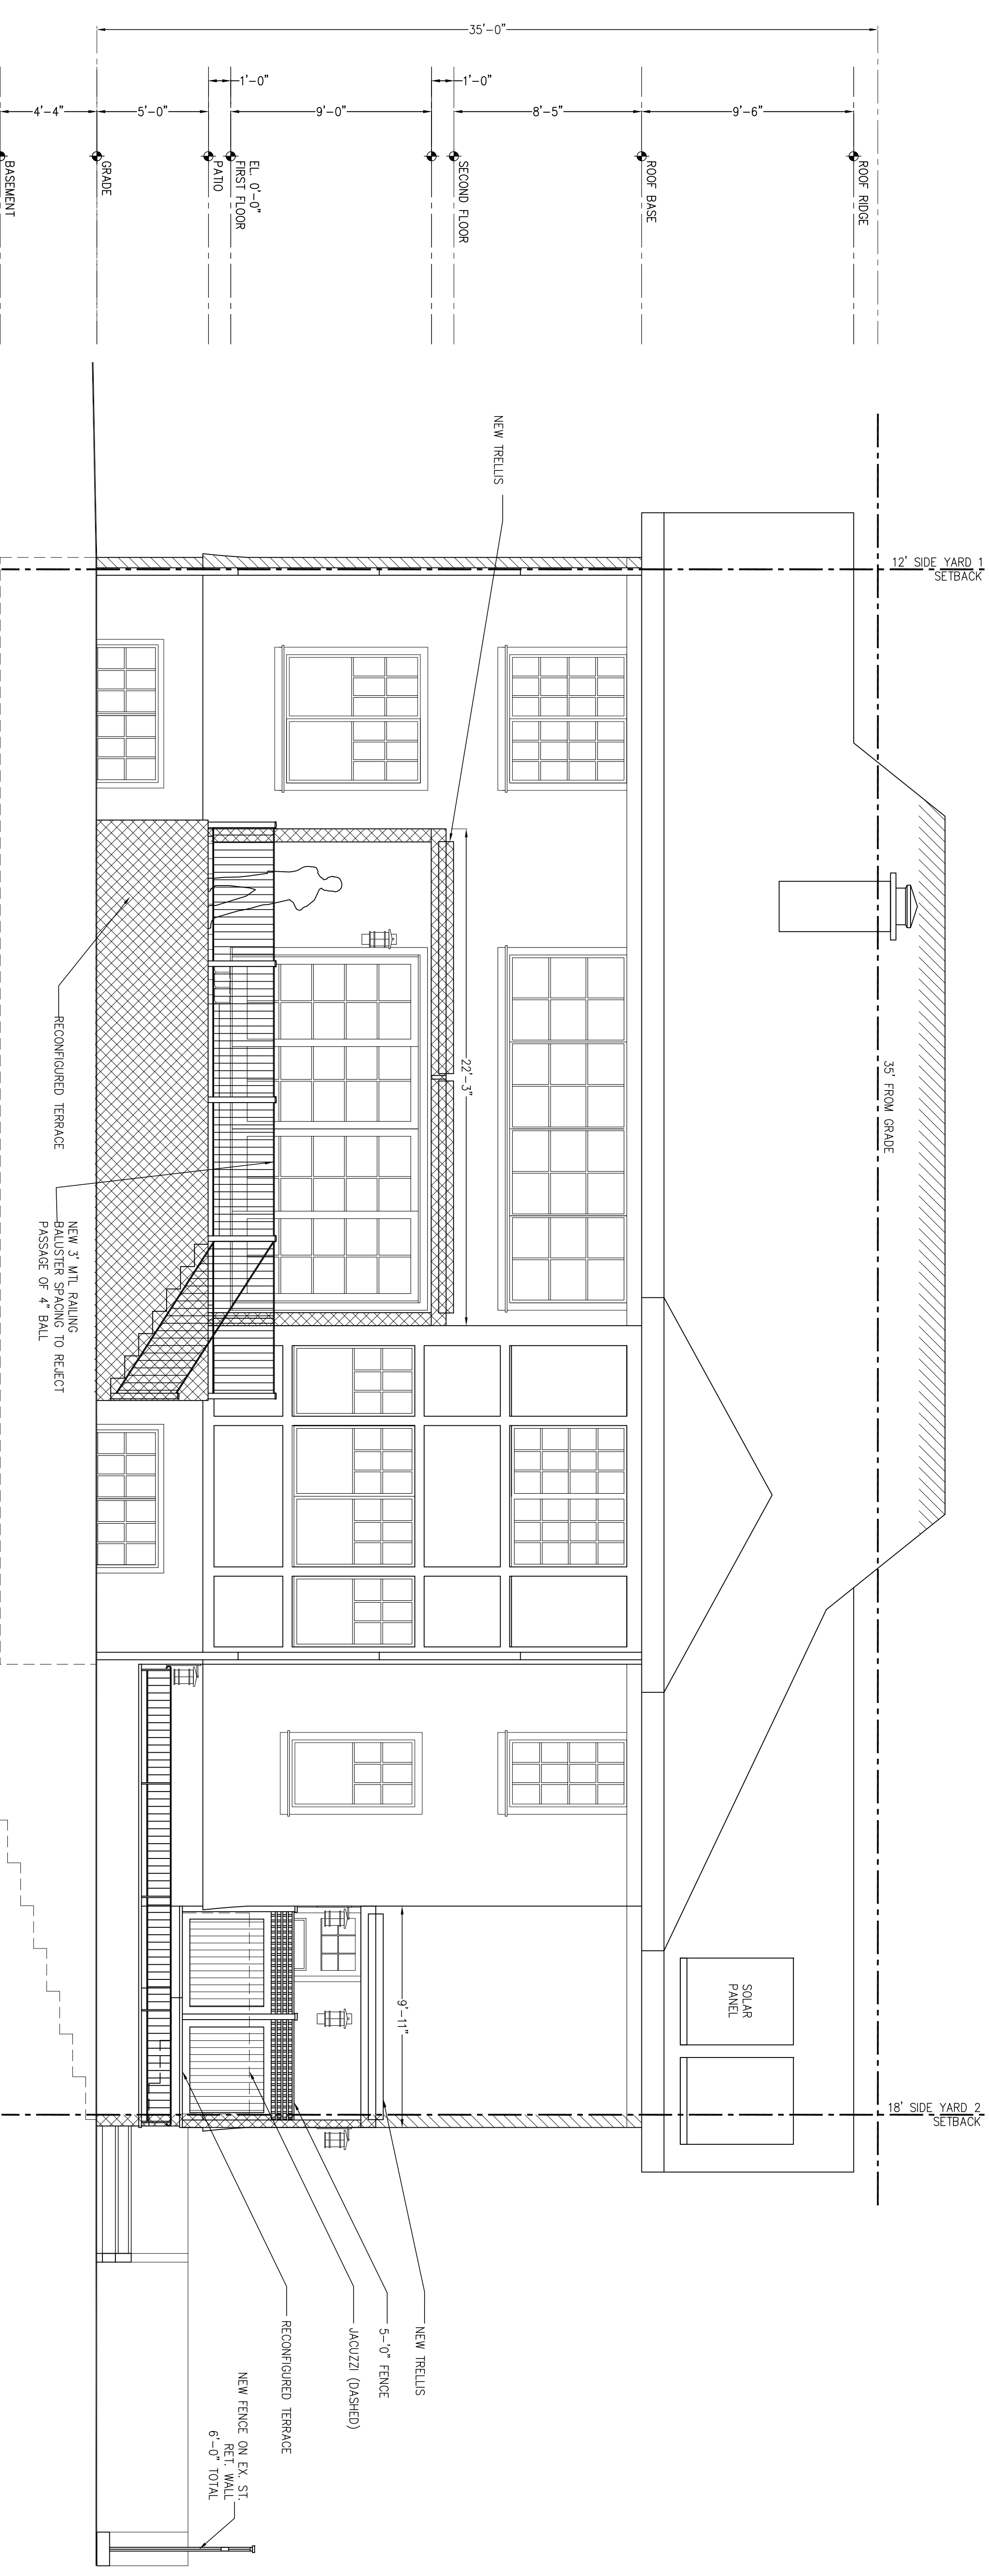 35'-0"
1'-0"
1'-0"
4'-4"
5'-0"
9'-0"
8'-5"
9'-6"
ROOF RIDGE
ROOF BASE
SECOND FLOOR
EL. 0'-0"
FIRST FLOOR
PATIO
GRADE
BASEMENT
NEW TRELLIS
12' SIDE YARD 1
SETBACK
35' FROM GRADE
22'-3"
RECONFIGURED TERRACE
NEW 3' MTL RAILING
BALUSTER SPACING TO REJECT
PASSAGE OF 4" BALL
SOLAR
PANEL
9'-11"
18' SIDE YARD 2
SETBACK
NEW TRELLIS
5-'0" FENCE
JACUZZI (DASHED)
RECONFIGURED TERRACE
NEW FENCE ON EX. ST.
RET. WALL
6'-0" TOTAL